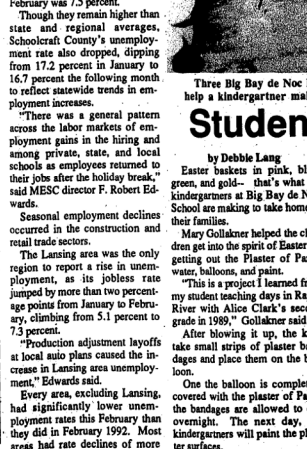 February was 7.5 percent.
Though they remain higher than
state and regional averages,
Schoolcraft County's unemploy-
ment rate also dropped, dipping
from 17.2 percent in January to
16.7 percent the following month
to reflect statewide trends in em-
ployment increases.
"There was a general pattern
across the labor markets of em-
ployment gains in the hiring and
among private, state, and local
schools as employees returned to
their jobs after the holiday break,"
said MESC director F. Robert Ed-
wards.
Seasonal employment declines
occurred in the construction and
retail trade sectors.
The Lansing area was the only
region to report a rise in unem-
ployment, as its jobless rate
jumped by more than two percent-
age points from January to Febru-
ary, climbing from 5.1 percent to
7.3 percent.
"Production adjustment layoffs
at local auto plans caused the in-
crease in Lansing area unemploy-
ment," Edwards said.
Every area, excluding Lansing,
had significantly lower unem-
ployment rates this February than
they did in February 1992. Most
areas had rate declines of more
Three Big Bay de Noc
help a kindergartner ma
Studen
by Debbie Lang
Easter baskets in pink, bl
green, and gold-- that's what
kindergartners at Big Bay de N
School are making to take home
their families.
Mary Gollakner helped the c
dren get into the spirit of Easter
getting out the Plaster of Pa
water, balloons, and paint.
"This is a project I learned fr
my student teaching days in Ra
River with Alice Clark's sec
grade in 1989," Gollakner said
After blowing it up, the k
take small strips of plaster ba
dages and place them on the b
loon.
One the balloon is comple
covered with the plaster of Pa
the bandages are allowed to
overnight. The next day,
kindergartners will paint the pl
ter surfaces.